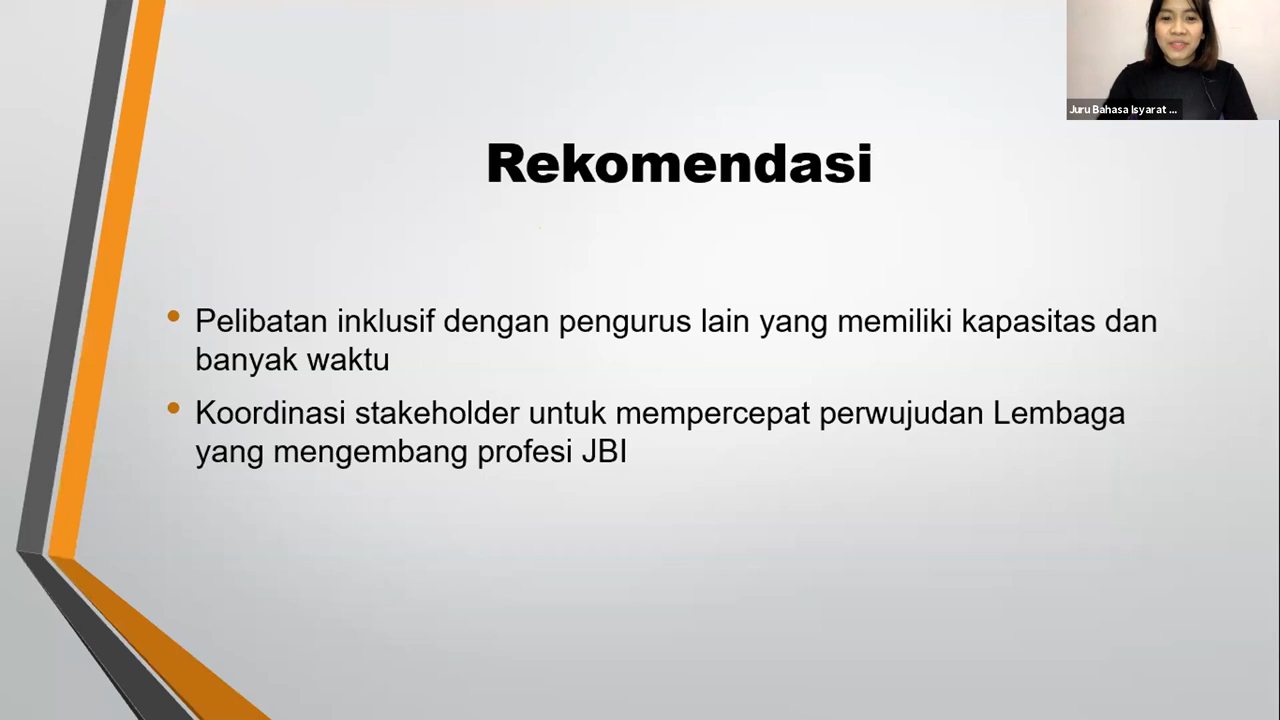 Juru Bahasa Isyarat ...
Rekomendasi
• Pelibatan inklusif dengan pengurus lain yang memiliki kapasitas dan
banyak waktu
• Koordinasi stakeholder untuk mempercepat perwujudan Lembaga
yang mengembang profesi JBI